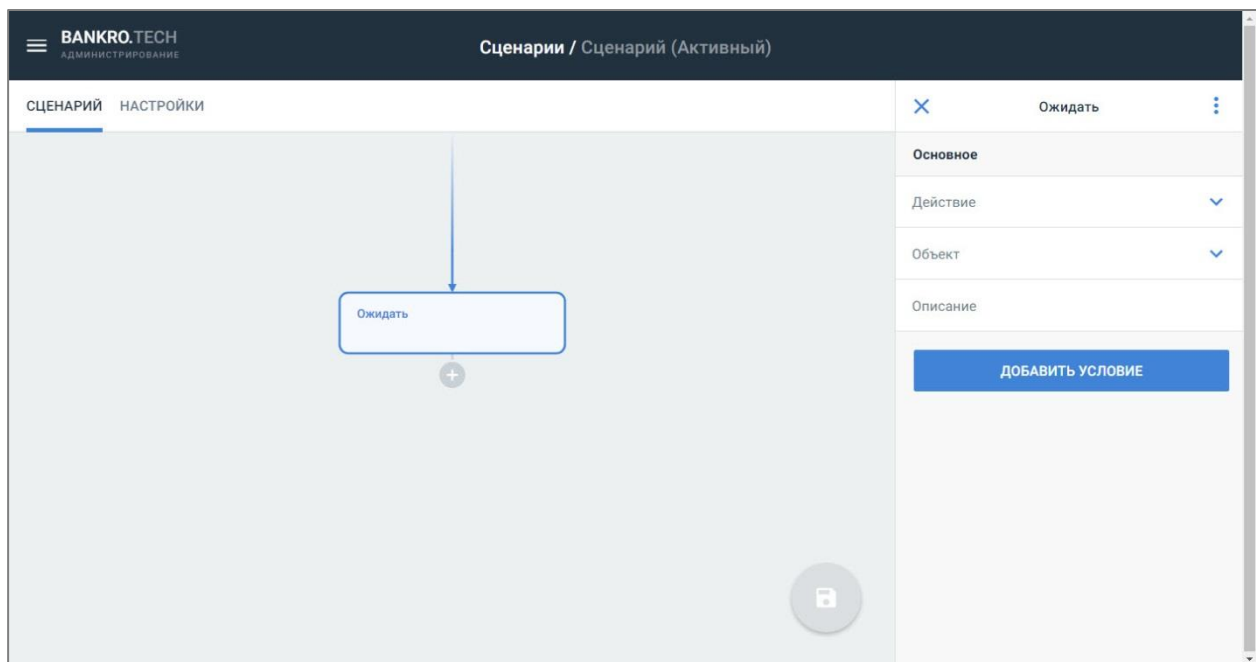 BANKRO.TECH
АДМИНИСТРИРОВАНИЕ
Сценарии / Сценарий (Активный)
СЦЕНАРИЙ НАСТРОЙКИ
Ожидать
Основное
Действие
Объект
Описание
ДОБАВИТЬ УСЛОВИЕ
Ожидать